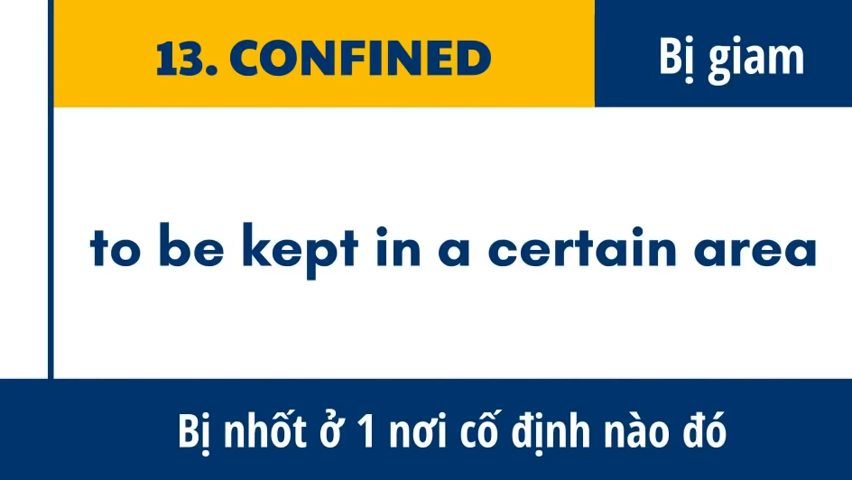 13. CONFINED
Bị giam
to be kept in a certain area
Bị nhốt ở 1 nơi cố định nào đó